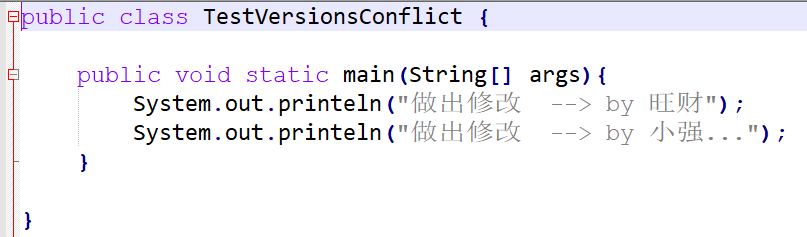 public class TestVersionsConflict {
public void static main(String[] args){
System.out.printeln("做出修改  --> by 旺财");
System.out.printeln("做出修改  --> by 小强...");
}
}